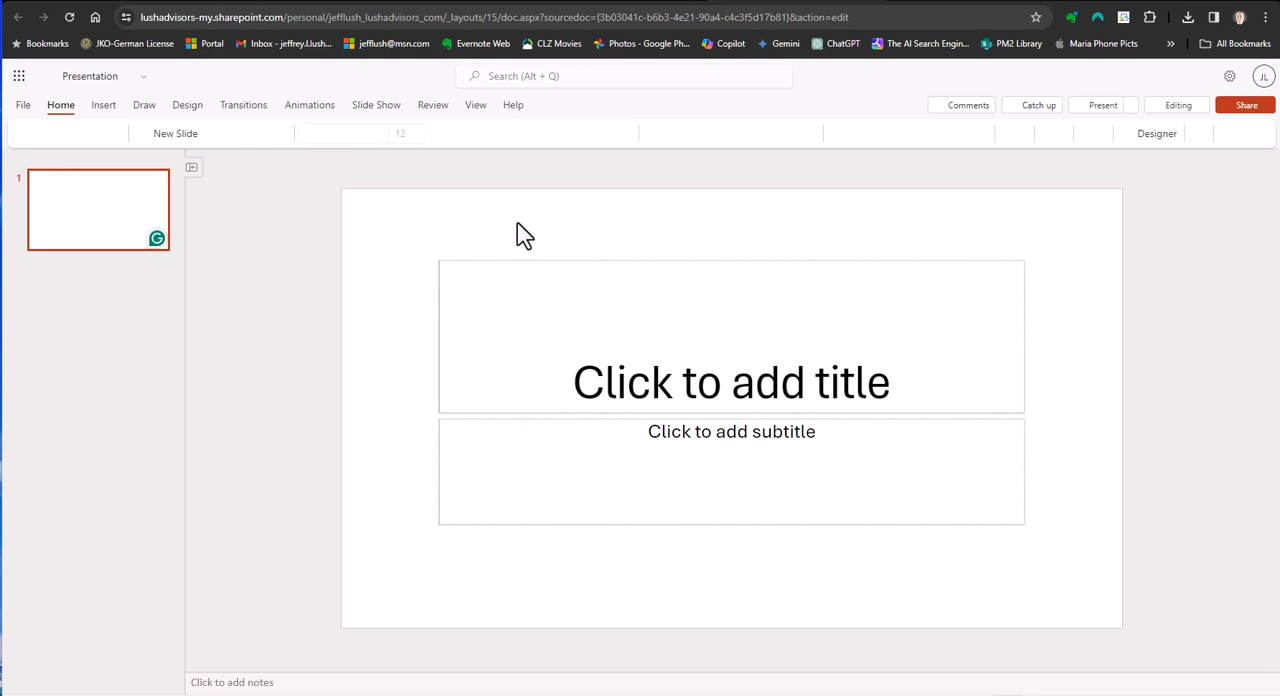 lushadvisors-my.sharepoint.com/personal/jefflush_lushadvisors_com/_layouts/15/doc.aspx?sourcedoc={3b03041c-b6b3-4e21-90a4-c4c3f5d17b81}&action=edit
Bookmarks JKO-German License Portal Inbox - jeffrey.l.lush... jefflush@msn.com Evernote Web CLZ Movies Photos - Google Ph... Copilot Gemini ChatGPT The AI Search Engin... PM2 Library Maria Phone Picts » All Bookmarks
Presentation Search (Alt + Q) JL
File Home Insert Draw Design Transitions Animations Slide Show Review View Help Comments Catch up Present Editing Share
New Slide 12 Designer
1
Click to add title
Click to add subtitle
Click to add notes